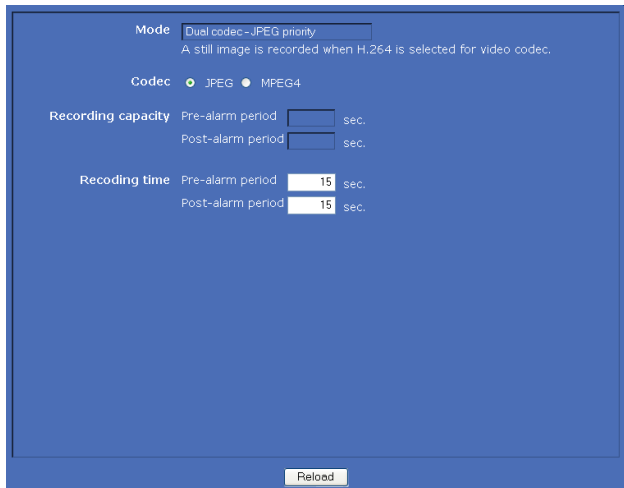 Mode Dual codec-JPEG priority
A still image is recorded when H.264 is selected for video codec.
Codec JPEG MPEG4
Recording capacity Pre-alarm period sec.
Post-alarm period sec.
Recoding time Pre-alarm period 15 sec.
Post-alarm period 15 sec.
Reload